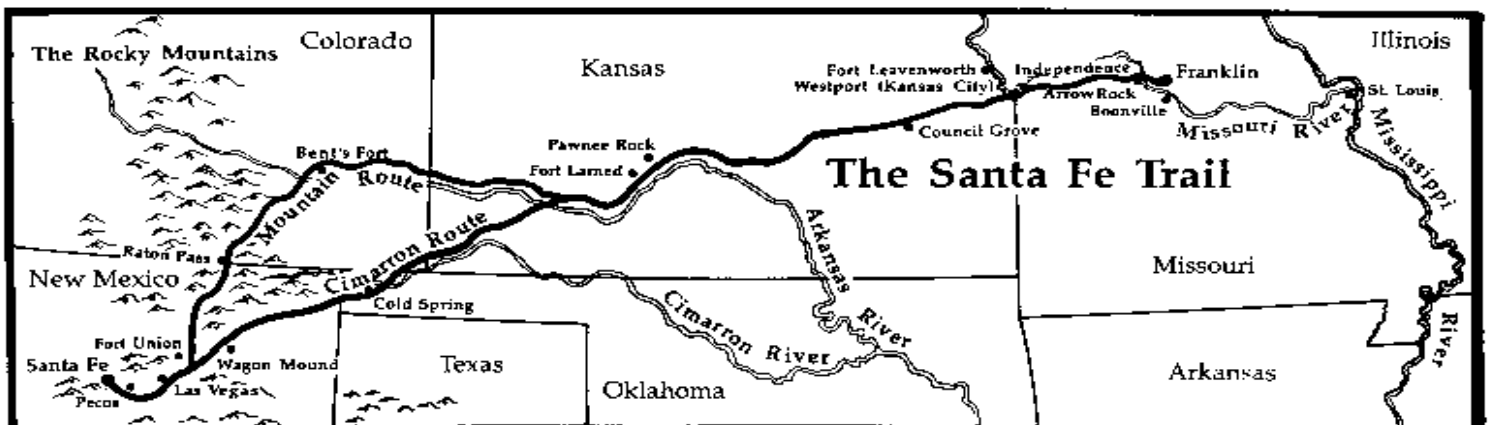 The Rocky Mountains
Colorado
Kansas
Illinois
Fort Leavenworth
Westport (Kansas City)
Independence
Franklin
Arrow Rock
Boonville
St. Louis
Missouri River
Mississippi
River
Council Grove
Pawnee Rock
Fort Larned
The Santa Fe Trail
Bent's Fort
Mountain Route
Cimarron Route
Arkansas River
Raton Pass
New Mexico
Cold Spring
Cimarron River
Missouri
Fort Union
Wagon Mound
Santa Fe
Las Vegas
Pecos
Texas
Oklahoma
Arkansas